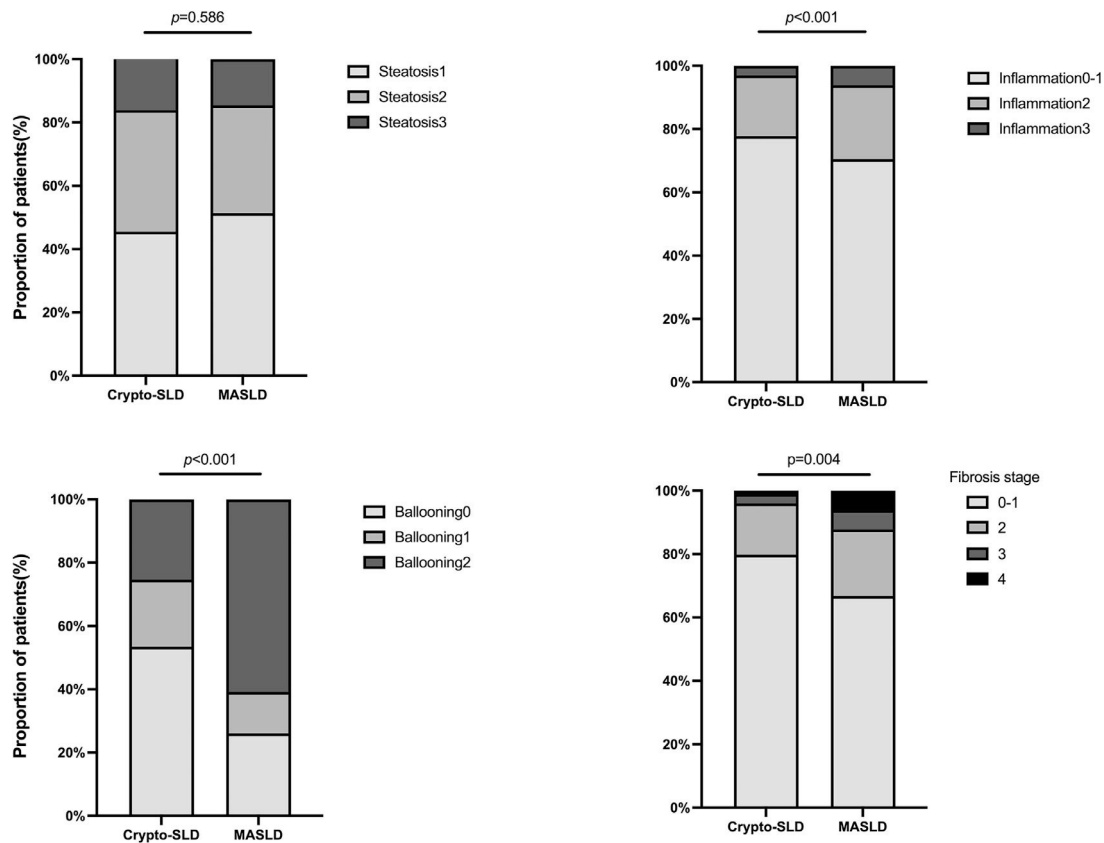 p=0.586
Proportion of patients(%)
100%
80%
60%
40%
20%
0%
Crypto-SLD
MASLD
Steatosis1
Steatosis2
Steatosis3
p<0.001
100%
80%
60%
40%
20%
0%
Crypto-SLD
MASLD
Inflammation0-1
Inflammation2
Inflammation3
p<0.001
Proportion of patients(%)
100%
80%
60%
40%
20%
0%
Crypto-SLD
MASLD
Ballooning0
Ballooning1
Ballooning2
p=0.004
100%
80%
60%
40%
20%
0%
Crypto-SLD
MASLD
Fibrosis stage
0-1
2
3
4